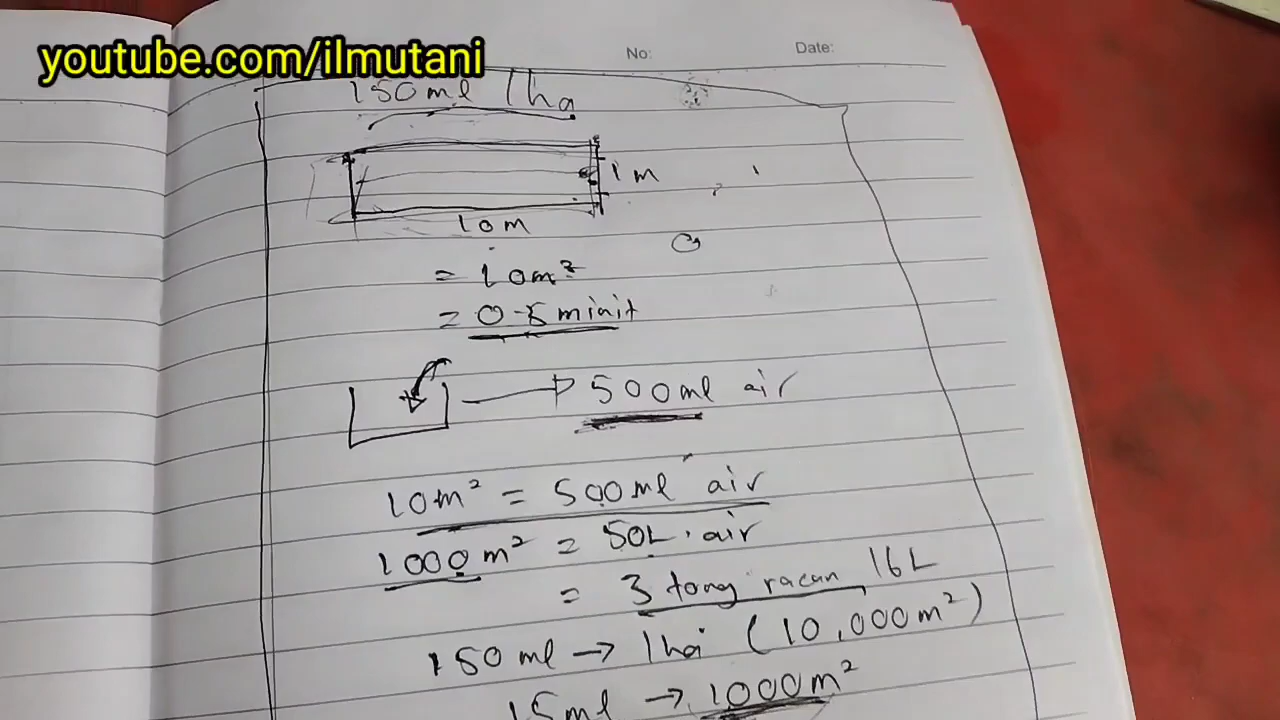 youtube.com/ilmutani
No:
Date:
150ml 1ha
1m
10m
= 10m²
= 0.5 minit
500ml air
10m² = 500ml air
1000m² = 50L air
= 3 tong racun 16L
150ml → 1ha (10,000m²)
15ml → 1000m²